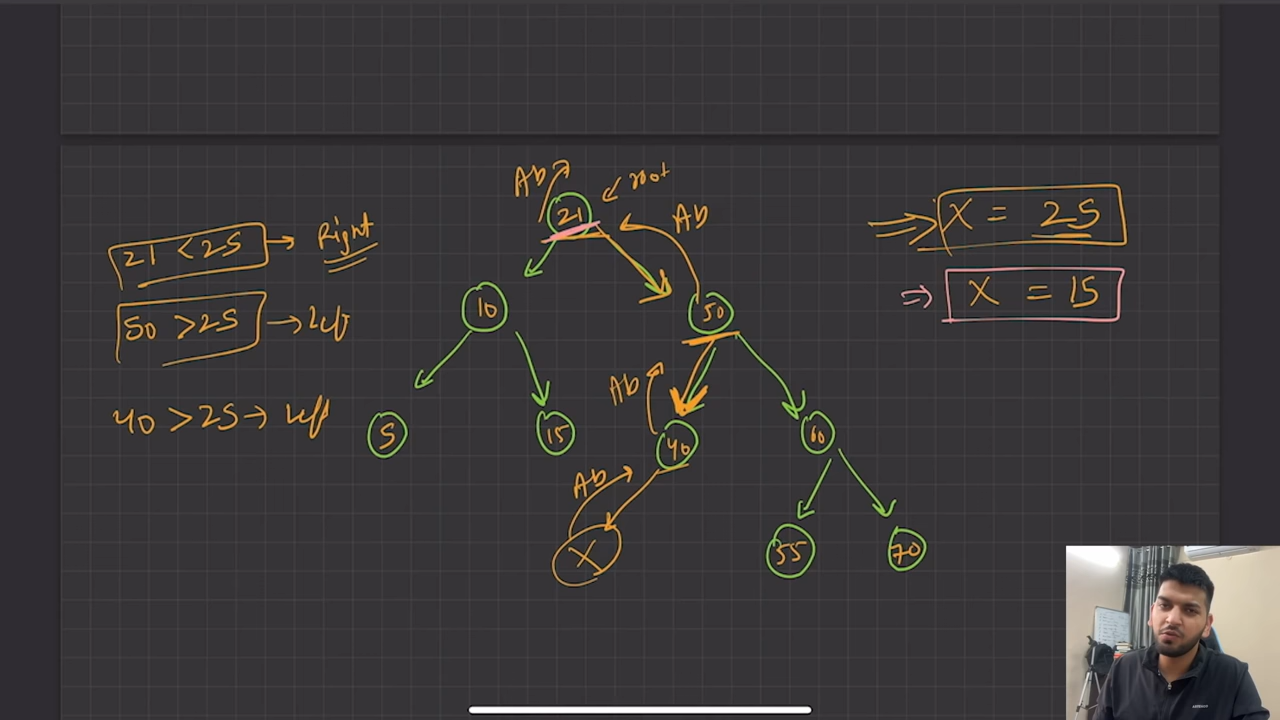 Ab
21
root
Ab
X = 25
21 < 25 → Right
X = 15
10
50
50 > 25 → Left
Ab
40 > 25 → Left
5
15
40
60
Ab
X
55
70